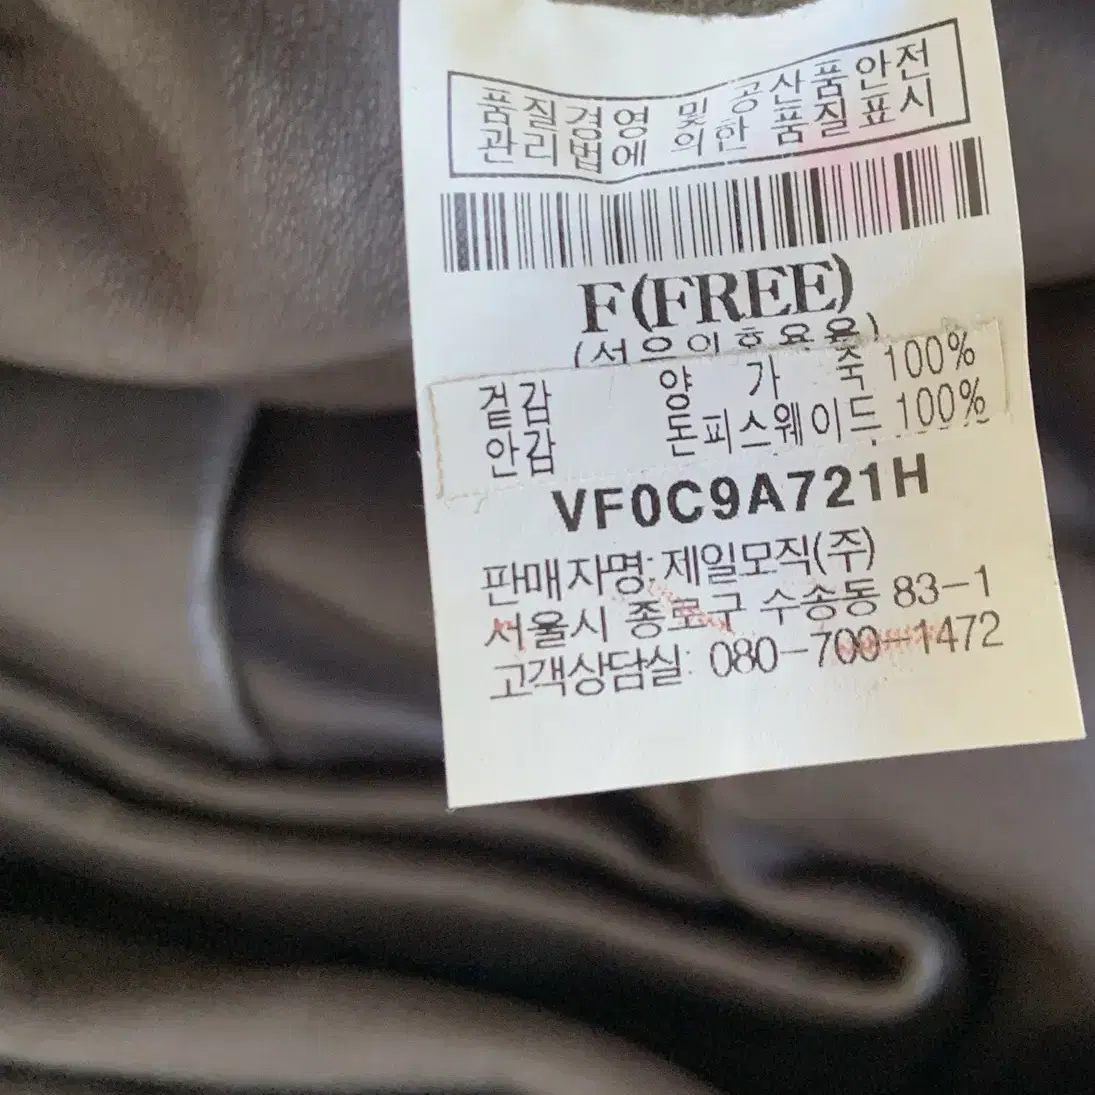 품질경영 및 공산품안전
관리법에 의한 품질표시
F(FREE)
겉감 양 가 죽 100%
안감 돈피스웨이드 100%
VF0C9A721H
판매자명: 제일모직(주)
서울시 종로구 수송동 83-1
고객상담실: 080-700-1472